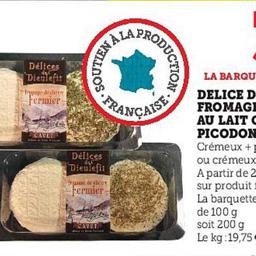 SOUTIEN À LA PRODUCTION
FRANÇAISE
Délices
du
Dieulefit
Fromage de chèvre
Fermier
CAVET
Délices
du
Dieulefit
Fromage de chèvre
Fermier
CAVET
LA BARQU
DELICE D
FROMAGE
AU LAIT C
PICODON
Crémeux + p
ou crémeux
A partir de 2
sur produit f
La barquette
de 100 g
soit 200 g
Le kg : 19,75 €